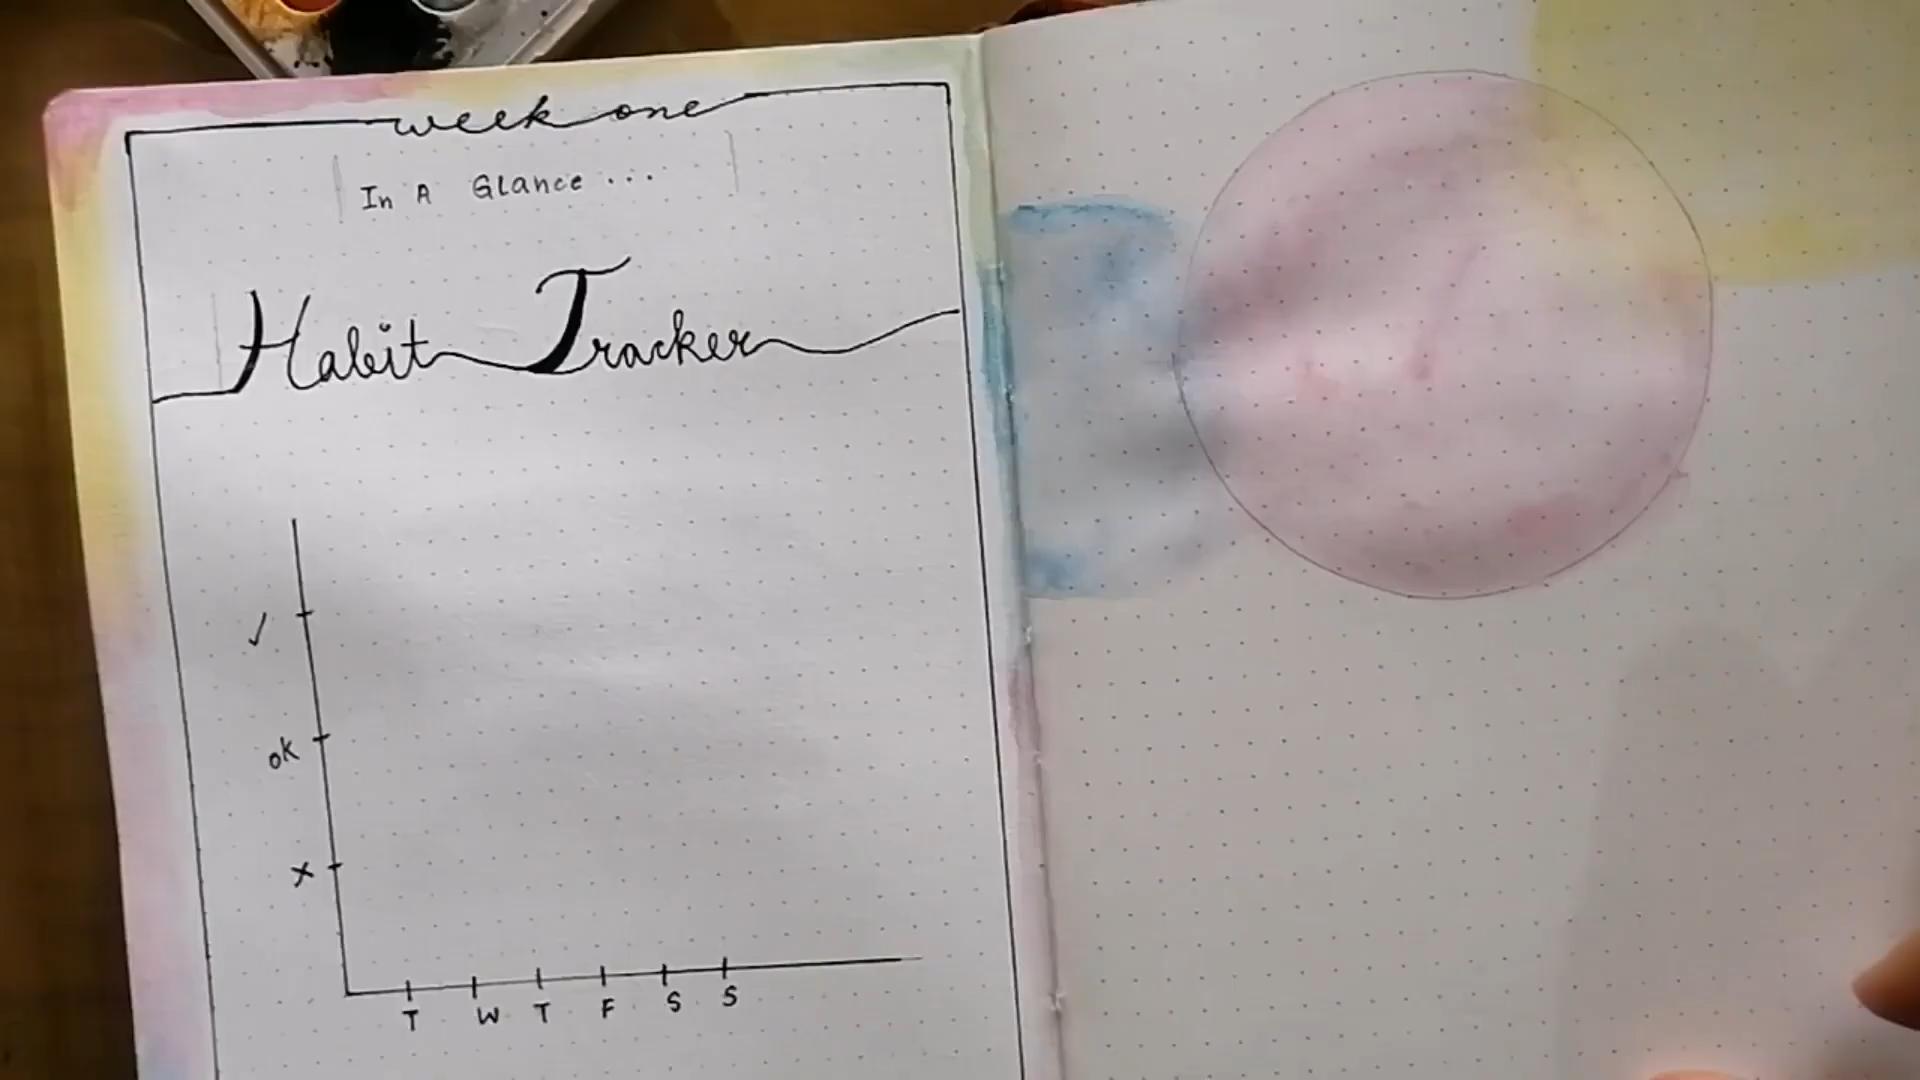 week one
In A Glance ...
Habit Tracker
✓
ok
x
T W T F S S